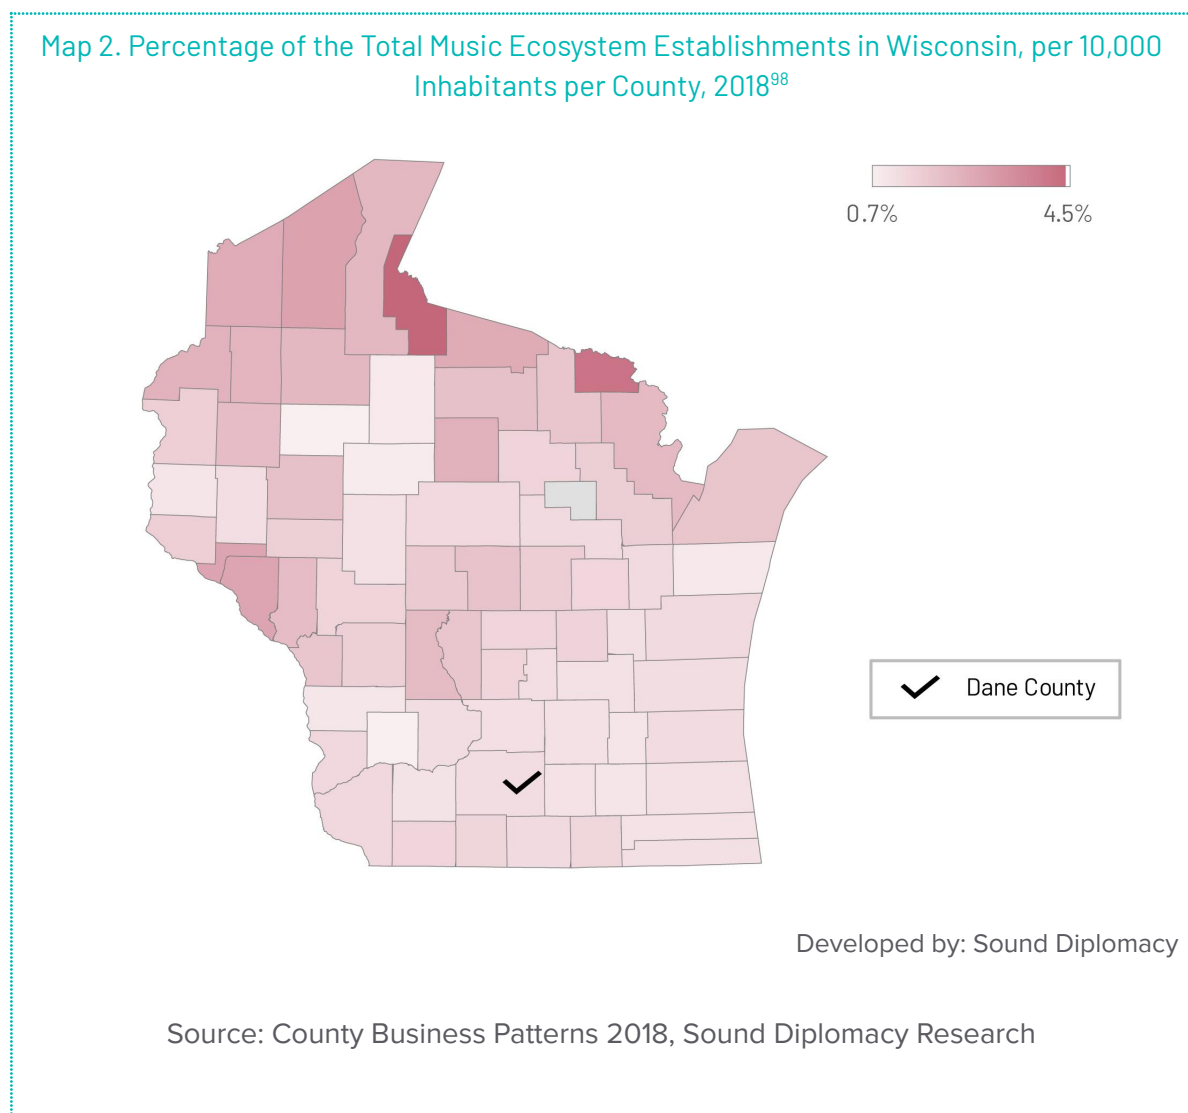 Map 2. Percentage of the Total Music Ecosystem Establishments in Wisconsin, per 10,000
Inhabitants per County, 2018⁹⁸
0.7% 4.5%
Dane County
Developed by: Sound Diplomacy
Source: County Business Patterns 2018, Sound Diplomacy Research